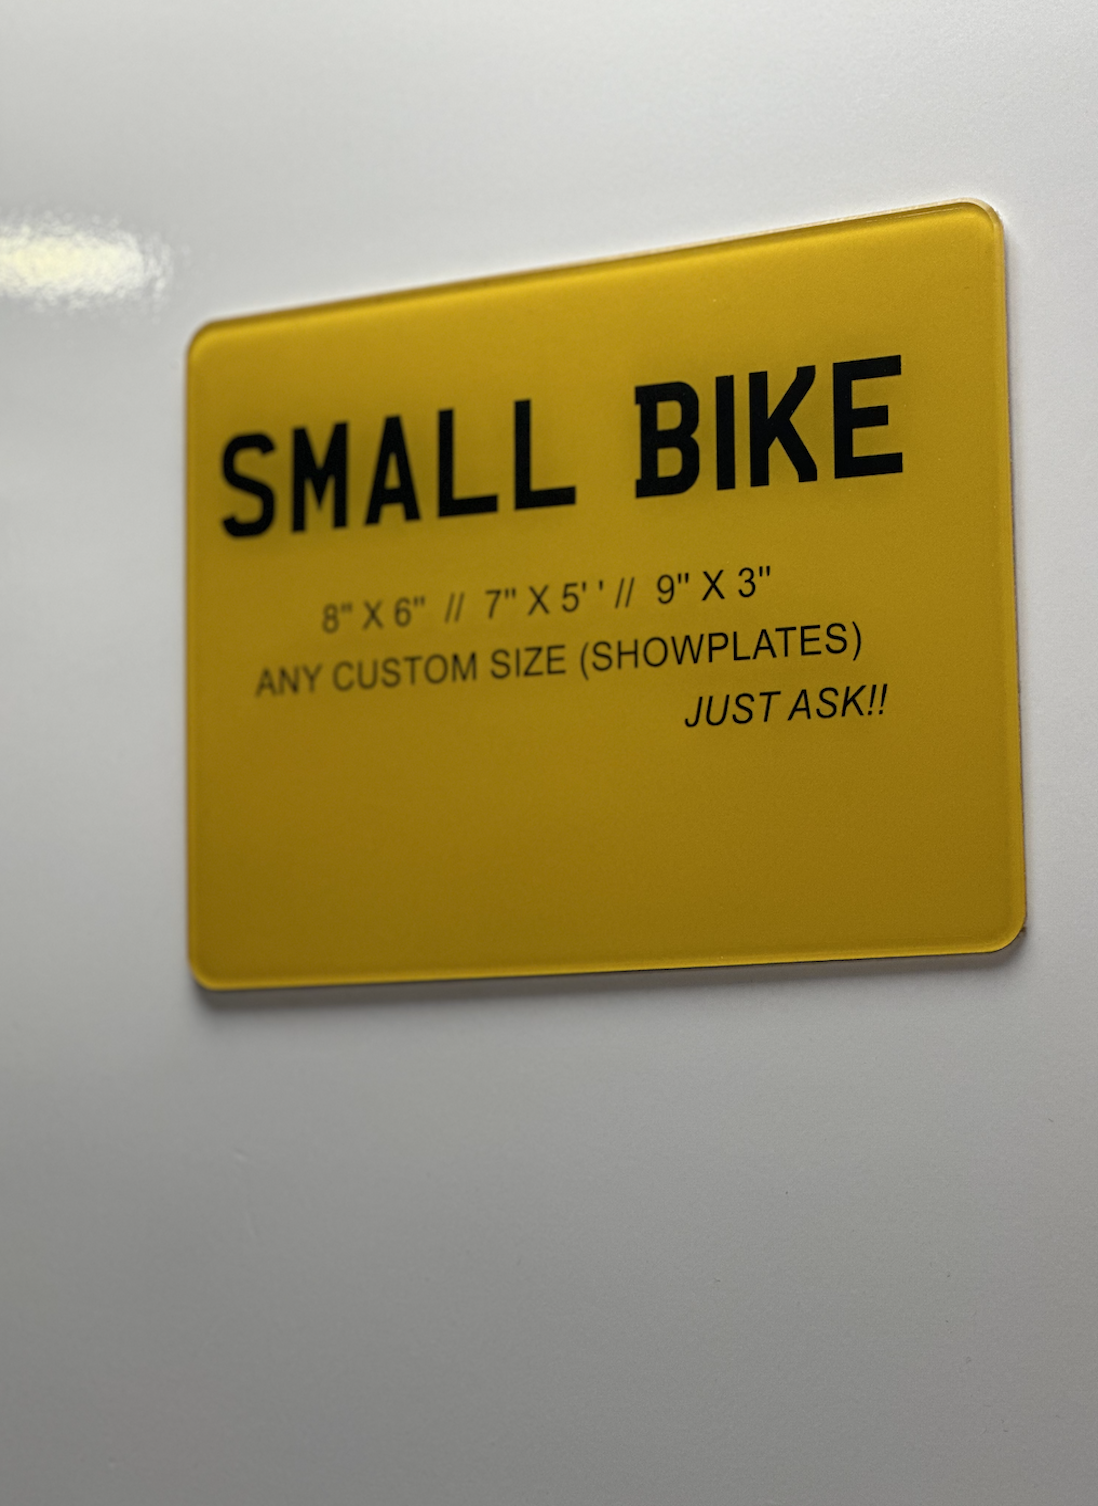 SMALL BIKE
8" X 6" // 7" X 5' ' // 9" X 3"
ANY CUSTOM SIZE (SHOWPLATES)
JUST ASK!!